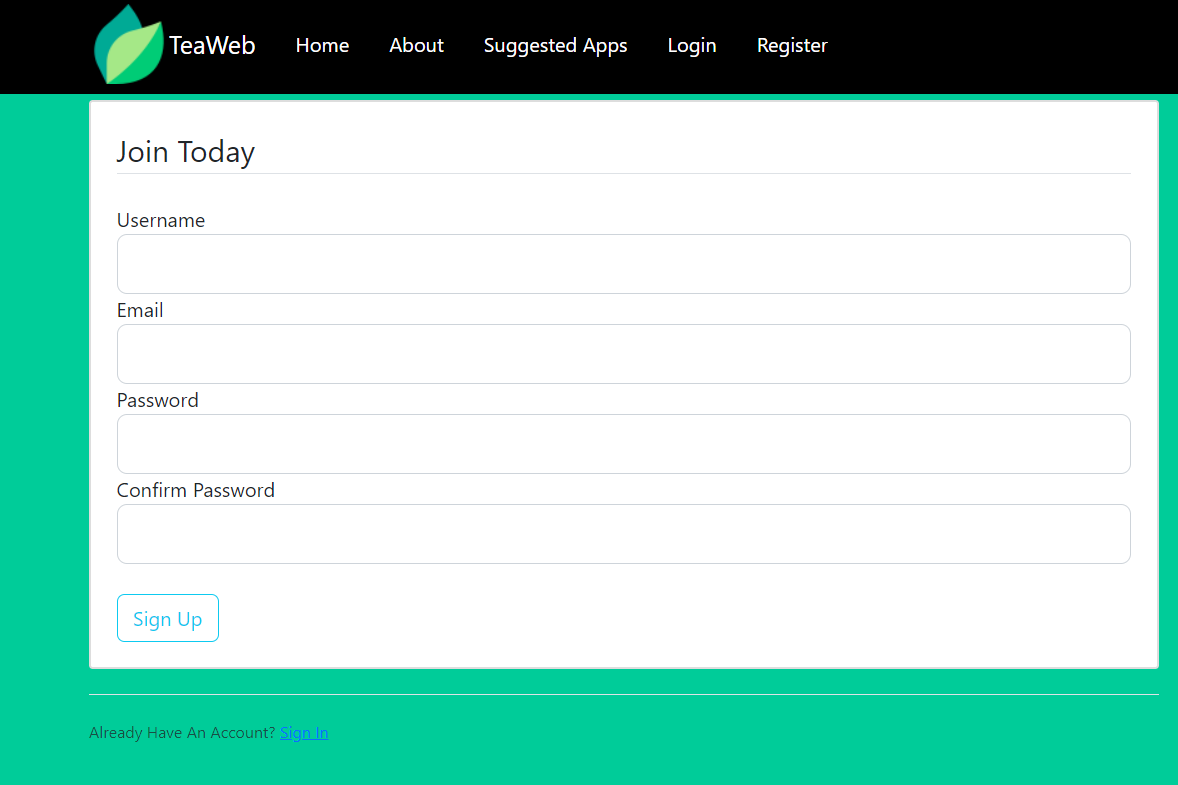 TeaWeb Home About Suggested Apps Login Register
Join Today
Username
Email
Password
Confirm Password
Sign Up
Already Have An Account? Sign In